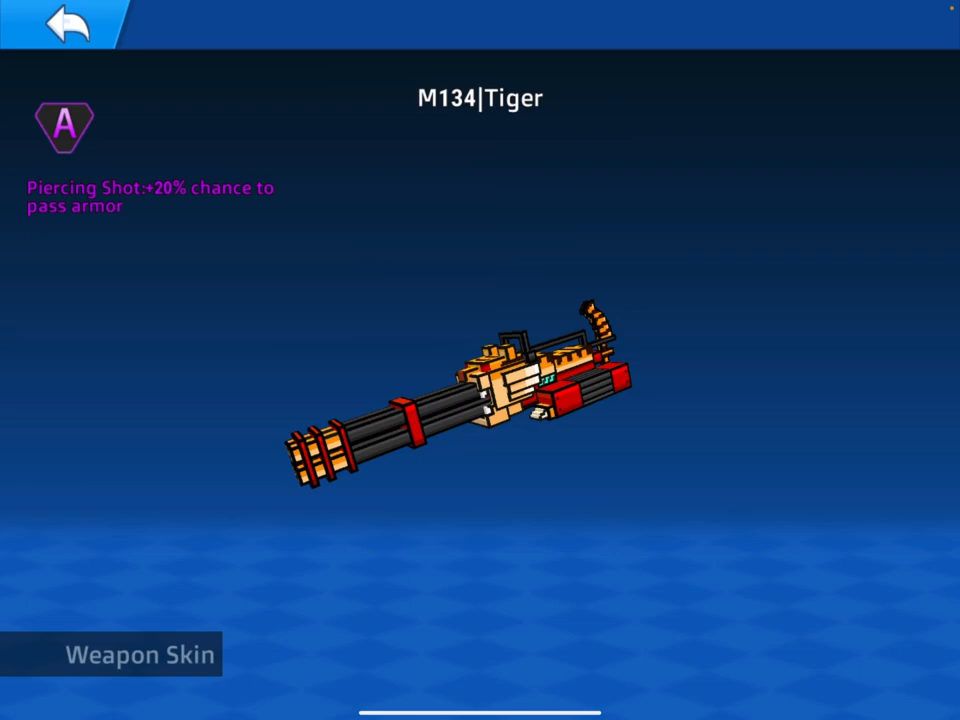 M134|Tiger
A
Piercing Shot:+20% chance to
pass armor
Weapon Skin